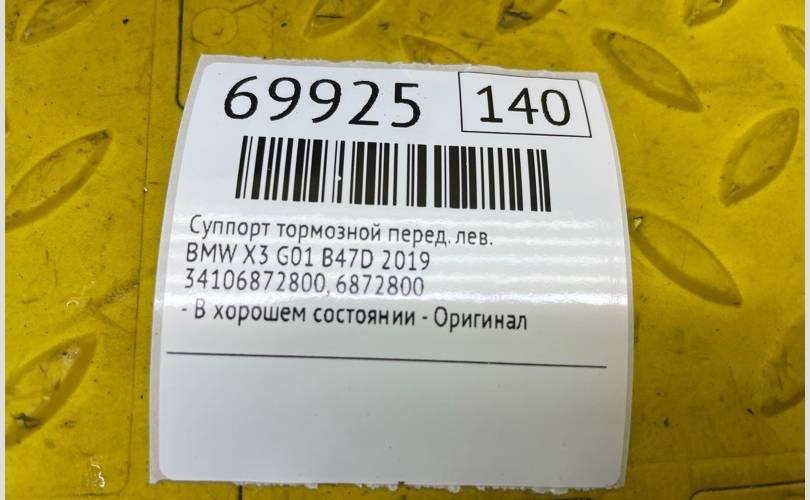 69925 140
Суппорт тормозной перед. лев.
BMW X3 G01 B47D 2019
34106872800, 6872800
- В хорошем состоянии - Оригинал